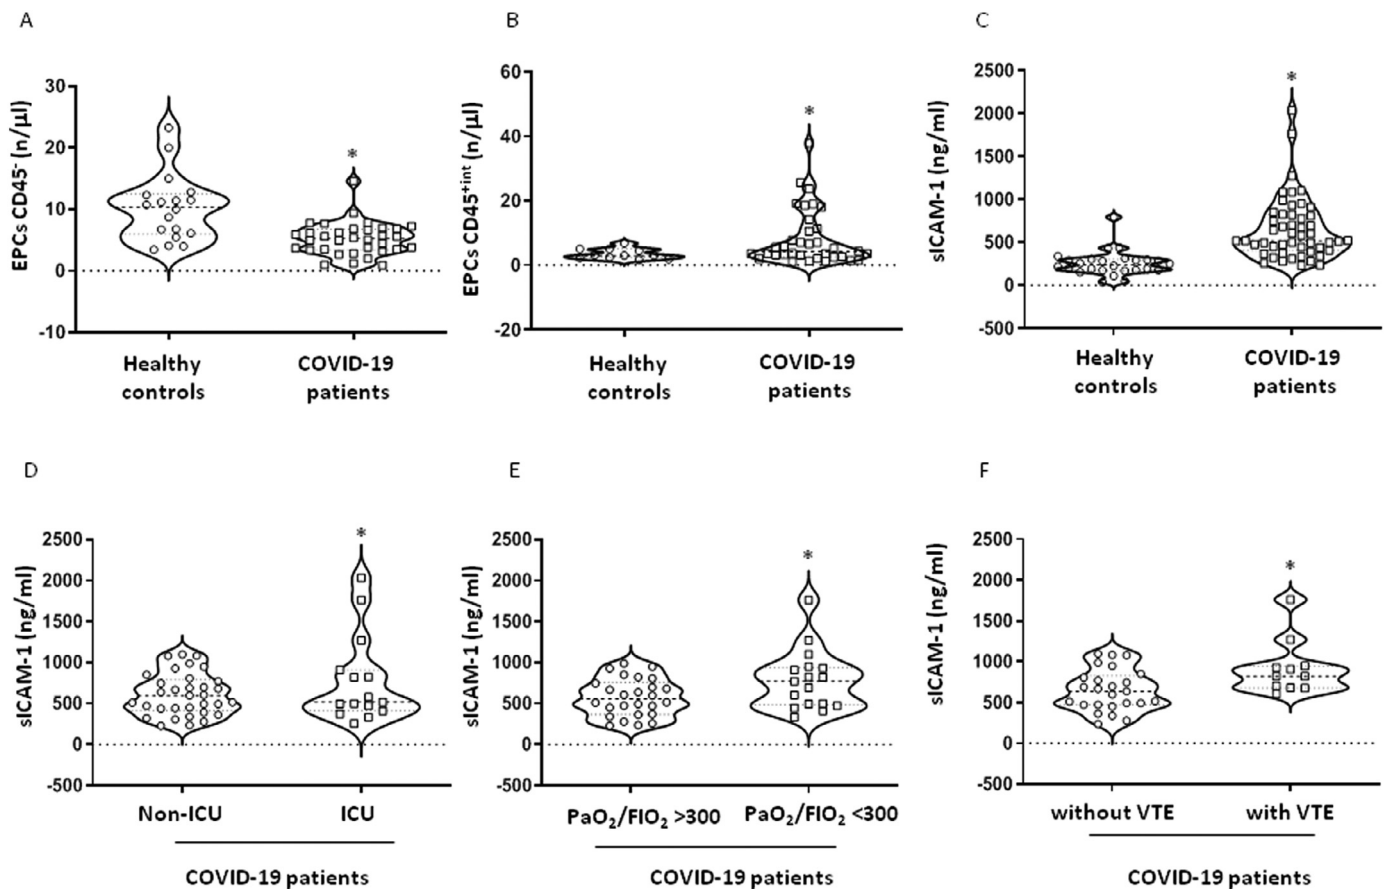 A
EPCs CD45⁻ (n/µl)
30
20
10
0
-10
*
Healthy
controls
COVID-19
patients
B
EPCs CD45⁺ⁱⁿᵗ (n/µl)
60
40
20
0
-20
*
Healthy
controls
COVID-19
patients
C
sICAM-1 (ng/ml)
2500
2000
1500
1000
500
0
-500
*
Healthy
controls
COVID-19
patients
D
sICAM-1 (ng/ml)
2500
2000
1500
1000
500
0
-500
*
Non-ICU
ICU
COVID-19 patients
E
sICAM-1 (ng/ml)
2500
2000
1500
1000
500
0
-500
*
PaO₂/FIO₂ >300
PaO₂/FIO₂ <300
COVID-19 patients
F
sICAM-1 (ng/ml)
2500
2000
1500
1000
500
0
-500
*
without VTE
with VTE
COVID-19 patients